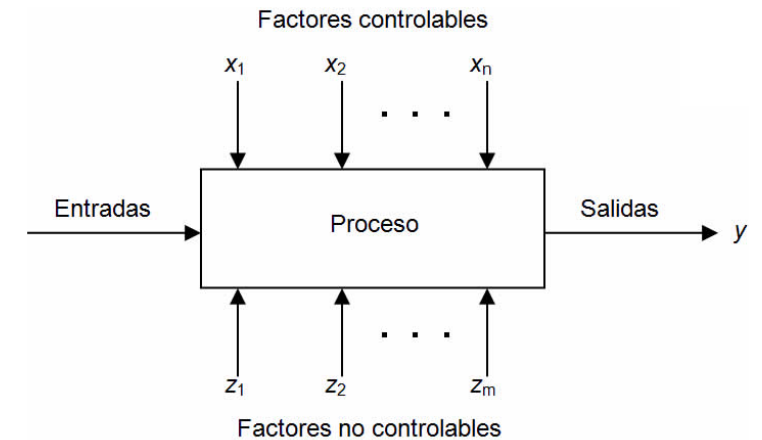 Factores controlables
x1 x2 . . . xn
Entradas Proceso Salidas y
z1 z2 . . . zm
Factores no controlables